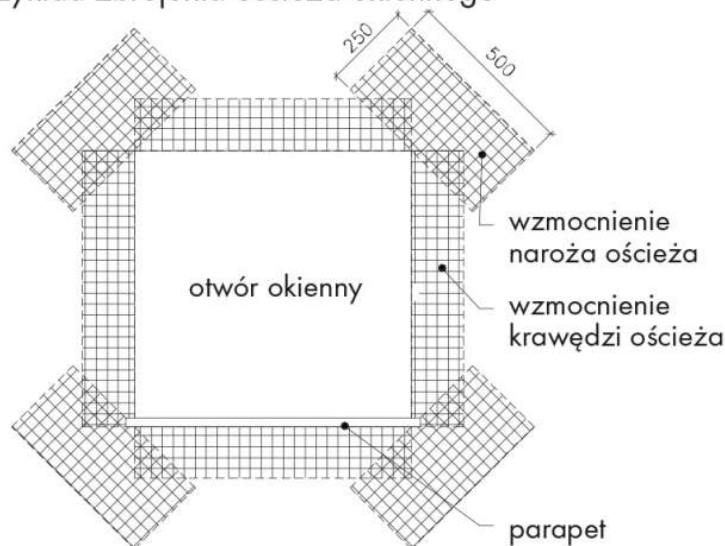 250
500
wzmocnienie
naroża ościeża
otwór okienny
wzmocnienie
krawędzi ościeża
parapet